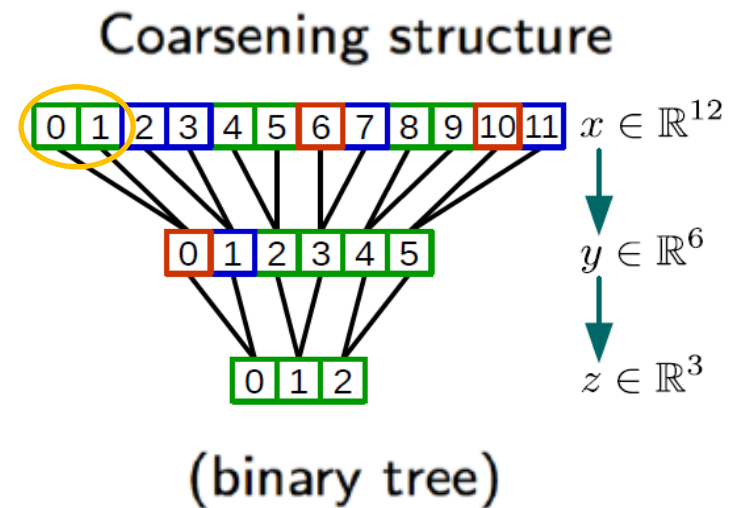 Coarsening structure
0 1 2 3 4 5 6 7 8 9 10 11 x ∈ ℝ¹²
0 1 2 3 4 5 y ∈ ℝ⁶
0 1 2 z ∈ ℝ³
(binary tree)